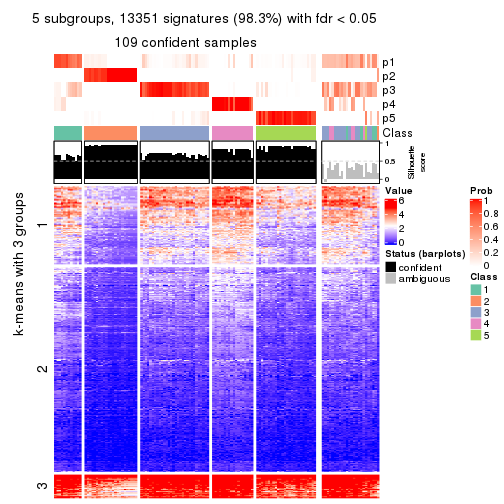 5 subgroups, 13351 signatures (98.3%) with fdr < 0.05
109 confident samples
p1
p2
p3
p4
p5
Class
1
0.5
0
Silhouette
score
k-means with 3 groups
1
2
3
Value
6
4
2
0
Status (barplots)
confident
ambiguous
Prob
1
0.8
0.6
0.4
0.2
0
Class
1
2
3
4
5